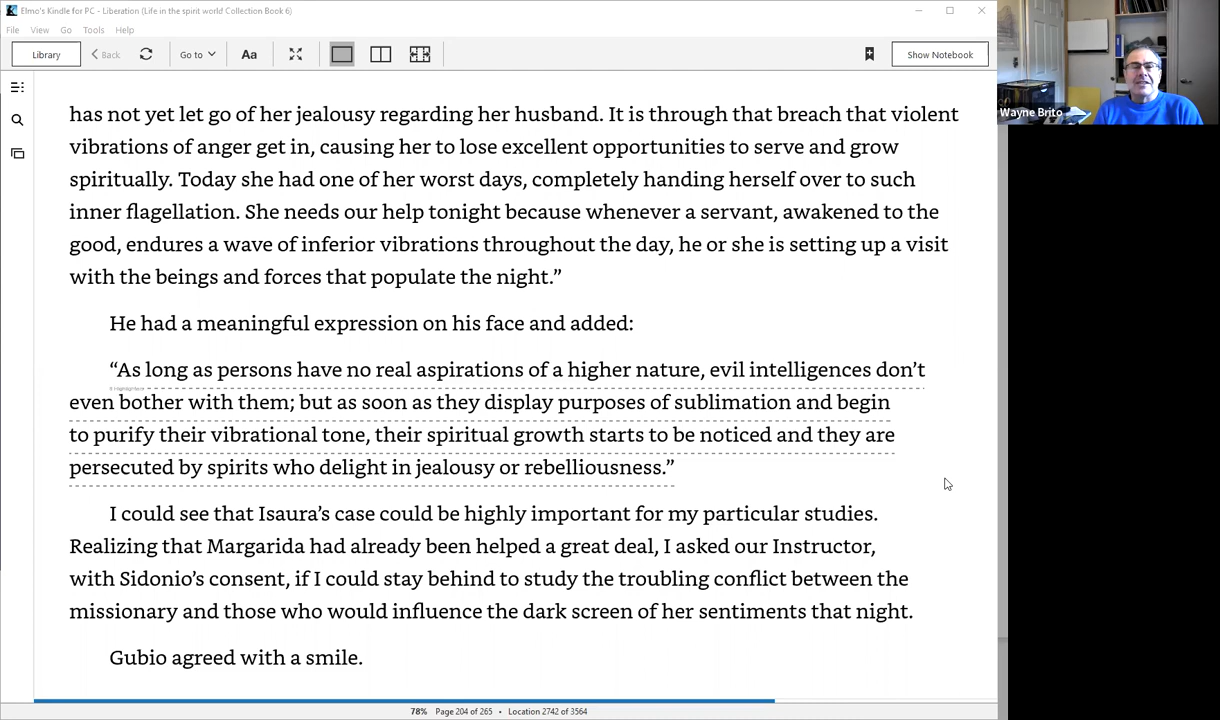 Elmo's Kindle for PC - Liberation (Life in the spirit world Collection Book 6)
File View Go Tools Help
Library Back Go to Aa Show Notebook
Wayne Brito
has not yet let go of her jealousy regarding her husband. It is through that breach that violent
vibrations of anger get in, causing her to lose excellent opportunities to serve and grow
spiritually. Today she had one of her worst days, completely handing herself over to such
inner flagellation. She needs our help tonight because whenever a servant, awakened to the
good, endures a wave of inferior vibrations throughout the day, he or she is setting up a visit
with the beings and forces that populate the night.”
He had a meaningful expression on his face and added:
“As long as persons have no real aspirations of a higher nature, evil intelligences don’t
even bother with them; but as soon as they display purposes of sublimation and begin
to purify their vibrational tone, their spiritual growth starts to be noticed and they are
persecuted by spirits who delight in jealousy or rebelliousness.”
I could see that Isaura’s case could be highly important for my particular studies.
Realizing that Margarida had already been helped a great deal, I asked our Instructor,
with Sidonio’s consent, if I could stay behind to study the troubling conflict between the
missionary and those who would influence the dark screen of her sentiments that night.
Gubio agreed with a smile.
78% Page 204 of 265 • Location 2742 of 3564